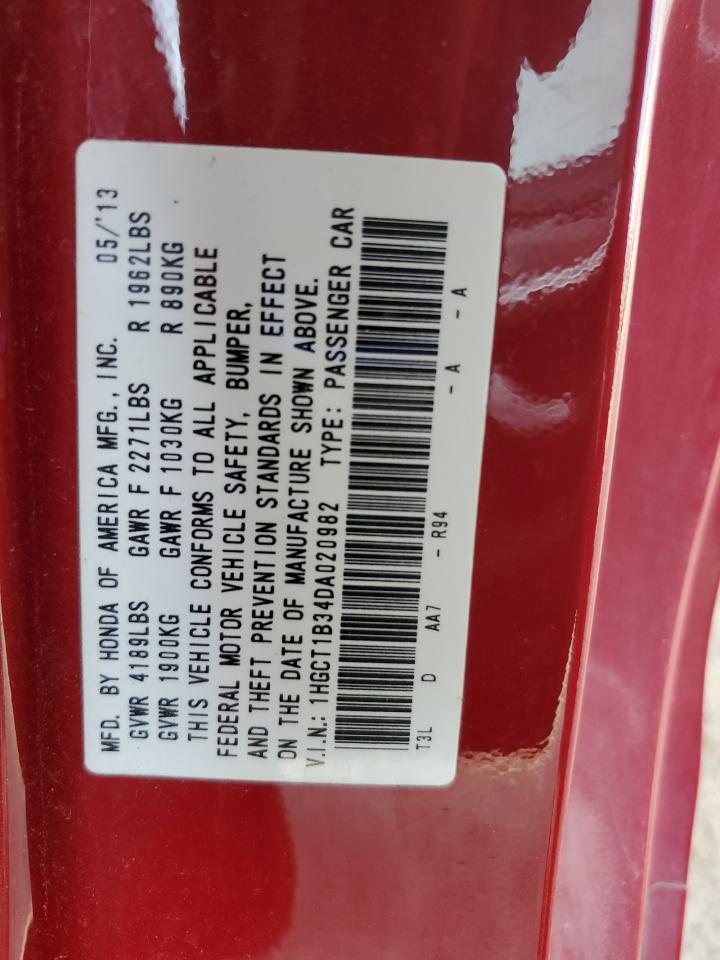 MFD. BY HONDA OF AMERICA MFG., INC. 05/'13
GVWR 4189LBS GAWR F 2271LBS R 1962LBS
GVWR 1900KG GAWR F 1030KG R 890KG
THIS VEHICLE CONFORMS TO ALL APPLICABLE
FEDERAL MOTOR VEHICLE SAFETY, BUMPER,
AND THEFT PREVENTION STANDARDS IN EFFECT
ON THE DATE OF MANUFACTURE SHOWN ABOVE.
V.I.N.: 1HGCT1B34DA020982 TYPE: PASSENGER CAR
T3L D AA7 - R94 - A - A